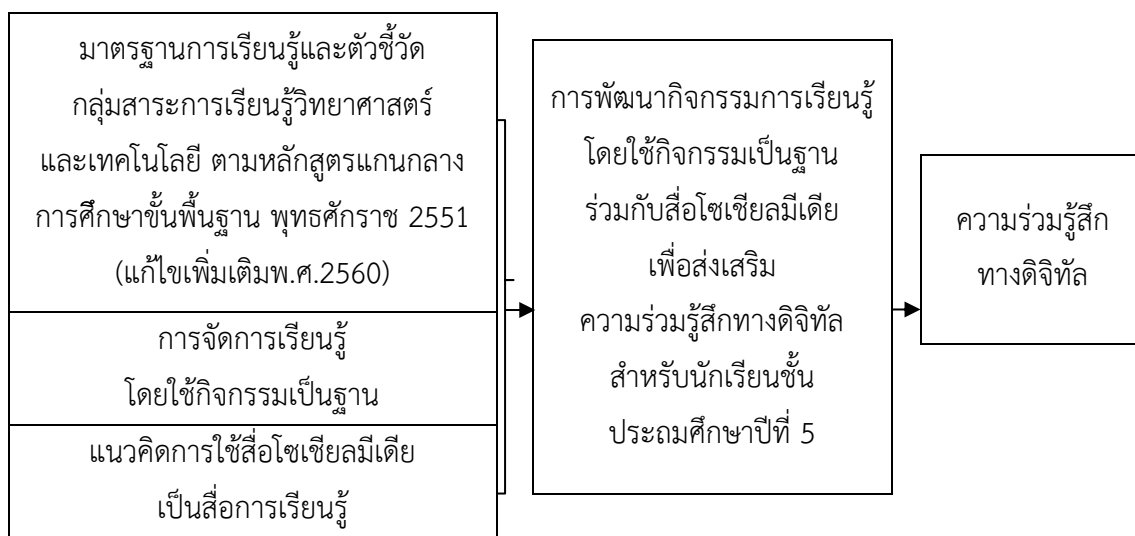 มาตรฐานการเรียนรู้และตัวชี้วัด
กลุ่มสาระการเรียนรู้วิทยาศาสตร์
และเทคโนโลยี ตามหลักสูตรแกนกลาง
การศึกษาขั้นพื้นฐาน พุทธศักราช 2551
(แก้ไขเพิ่มเติมพ.ศ.2560)
การจัดการเรียนรู้
โดยใช้กิจกรรมเป็นฐาน
แนวคิดการใช้สื่อโซเชียลมีเดีย
เป็นสื่อการเรียนรู้
การพัฒนากิจกรรมการเรียนรู้
โดยใช้กิจกรรมเป็นฐาน
ร่วมกับสื่อโซเชียลมีเดีย
เพื่อส่งเสริม
ความร่วมรู้สึกทางดิจิทัล
สำหรับนักเรียนชั้น
ประถมศึกษาปีที่ 5
ความร่วมรู้สึก
ทางดิจิทัล